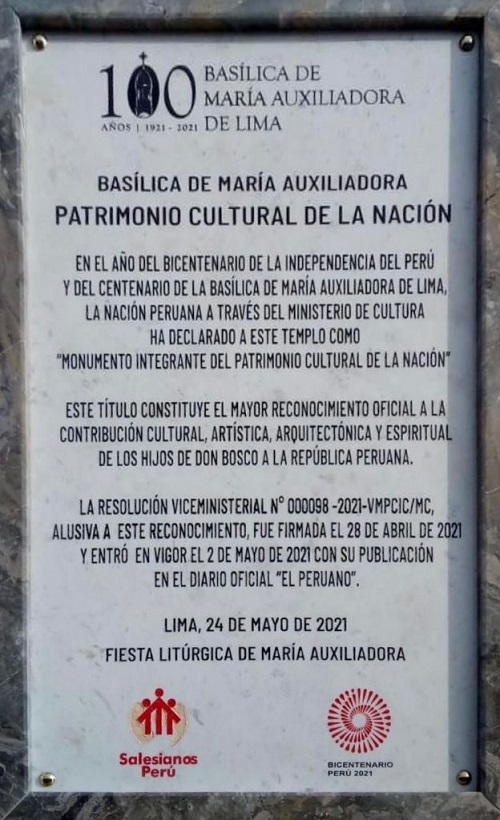 100 BASÍLICA DE
MARÍA AUXILIADORA
AÑOS | 1921 - 2021 DE LIMA
BASÍLICA DE MARÍA AUXILIADORA
PATRIMONIO CULTURAL DE LA NACIÓN
EN EL AÑO DEL BICENTENARIO DE LA INDEPENDENCIA DEL PERÚ
Y DEL CENTENARIO DE LA BASÍLICA DE MARÍA AUXILIADORA DE LIMA,
LA NACIÓN PERUANA A TRAVÉS DEL MINISTERIO DE CULTURA
HA DECLARADO A ESTE TEMPLO COMO
"MONUMENTO INTEGRANTE DEL PATRIMONIO CULTURAL DE LA NACIÓN"
ESTE TÍTULO CONSTITUYE EL MAYOR RECONOCIMIENTO OFICIAL A LA
CONTRIBUCIÓN CULTURAL, ARTÍSTICA, ARQUITECTÓNICA Y ESPIRITUAL
DE LOS HIJOS DE DON BOSCO A LA REPÚBLICA PERUANA.
LA RESOLUCIÓN VICEMINISTERIAL N° 000098 -2021-VMPCIC/MC,
ALUSIVA A ESTE RECONOCIMIENTO, FUE FIRMADA EL 28 DE ABRIL DE 2021
Y ENTRÓ EN VIGOR EL 2 DE MAYO DE 2021 CON SU PUBLICACIÓN
EN EL DIARIO OFICIAL "EL PERUANO".
LIMA, 24 DE MAYO DE 2021
FIESTA LITÚRGICA DE MARÍA AUXILIADORA
Salesianos
Perú
BICENTENARIO
PERÚ 2021